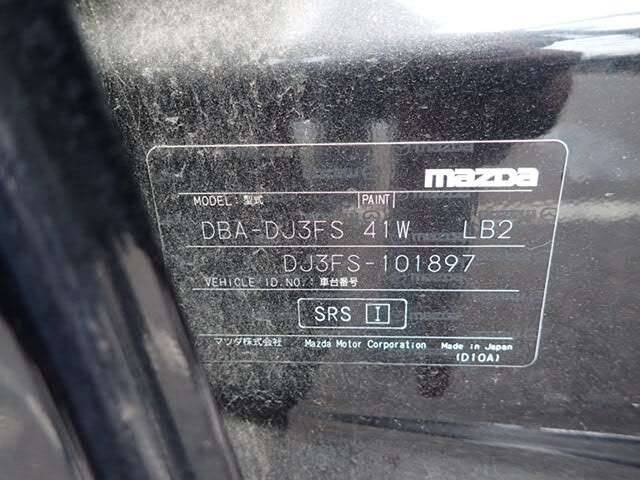 mazda
MODEL:型式 PAINT
DBA-DJ3FS 41W LB2
DJ3FS-101897
VEHICLE ID.NO.:車台番号
SRS I
マツダ株式会社 Mazda Motor Corporation Made in Japan
(D10A)